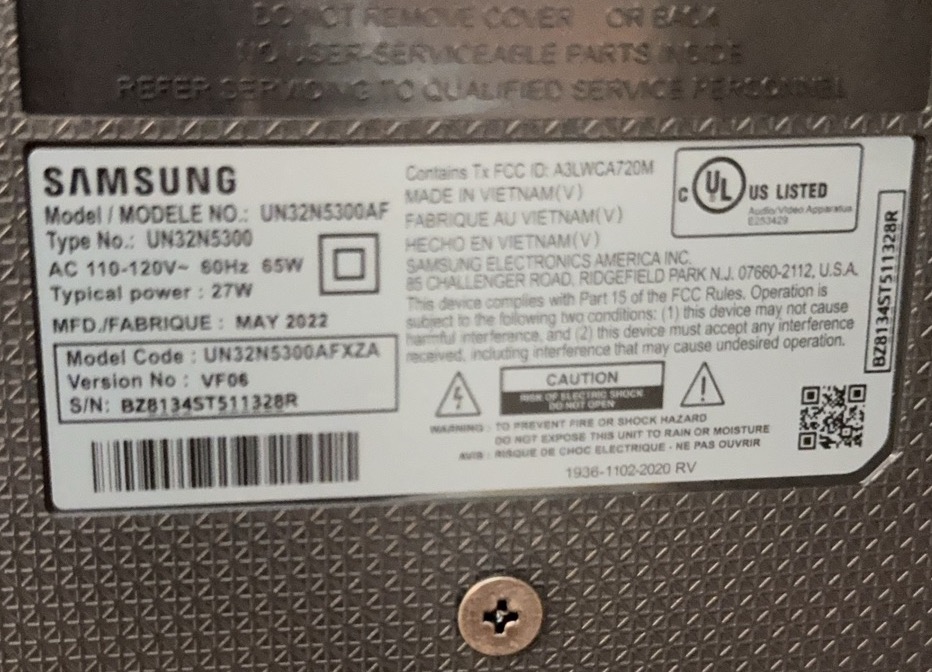 DO NOT REMOVE COVER OR BACK
NO USER-SERVICEABLE PARTS INSIDE
REFER SERVICING TO QUALIFIED SERVICE PERSONNEL
SAMSUNG
Model / MODELE NO.: UN32N5300AF
Type No.: UN32N5300
AC 110-120V~ 60Hz 65W
Typical power : 27W
MFD./FABRIQUE : MAY 2022
Model Code : UN32N5300AFXZA
Version No : VF06
S/N: BZ8134ST511328R
Contains Tx FCC ID: A3LWCA720M
MADE IN VIETNAM(V)
FABRIQUE AU VIETNAM(V)
HECHO EN VIETNAM(V)
SAMSUNG ELECTRONICS AMERICA INC.
85 CHALLENGER ROAD, RIDGEFIELD PARK N.J. 07660-2112, U.S.A.
This device complies with Part 15 of the FCC Rules. Operation is
subject to the following two conditions: (1) this device may not cause
harmful interference, and (2) this device must accept any interference
received, including interference that may cause undesired operation.
C UL US LISTED
Audio/Video Apparatus
E253429
BZ8134ST511328R
CAUTION
RISK OF ELECTRIC SHOCK
DO NOT OPEN
WARNING : TO PREVENT FIRE OR SHOCK HAZARD
DO NOT EXPOSE THIS UNIT TO RAIN OR MOISTURE
AVIS : RISQUE DE CHOC ELECTRIQUE - NE PAS OUVRIR
1936-1102-2020 RV